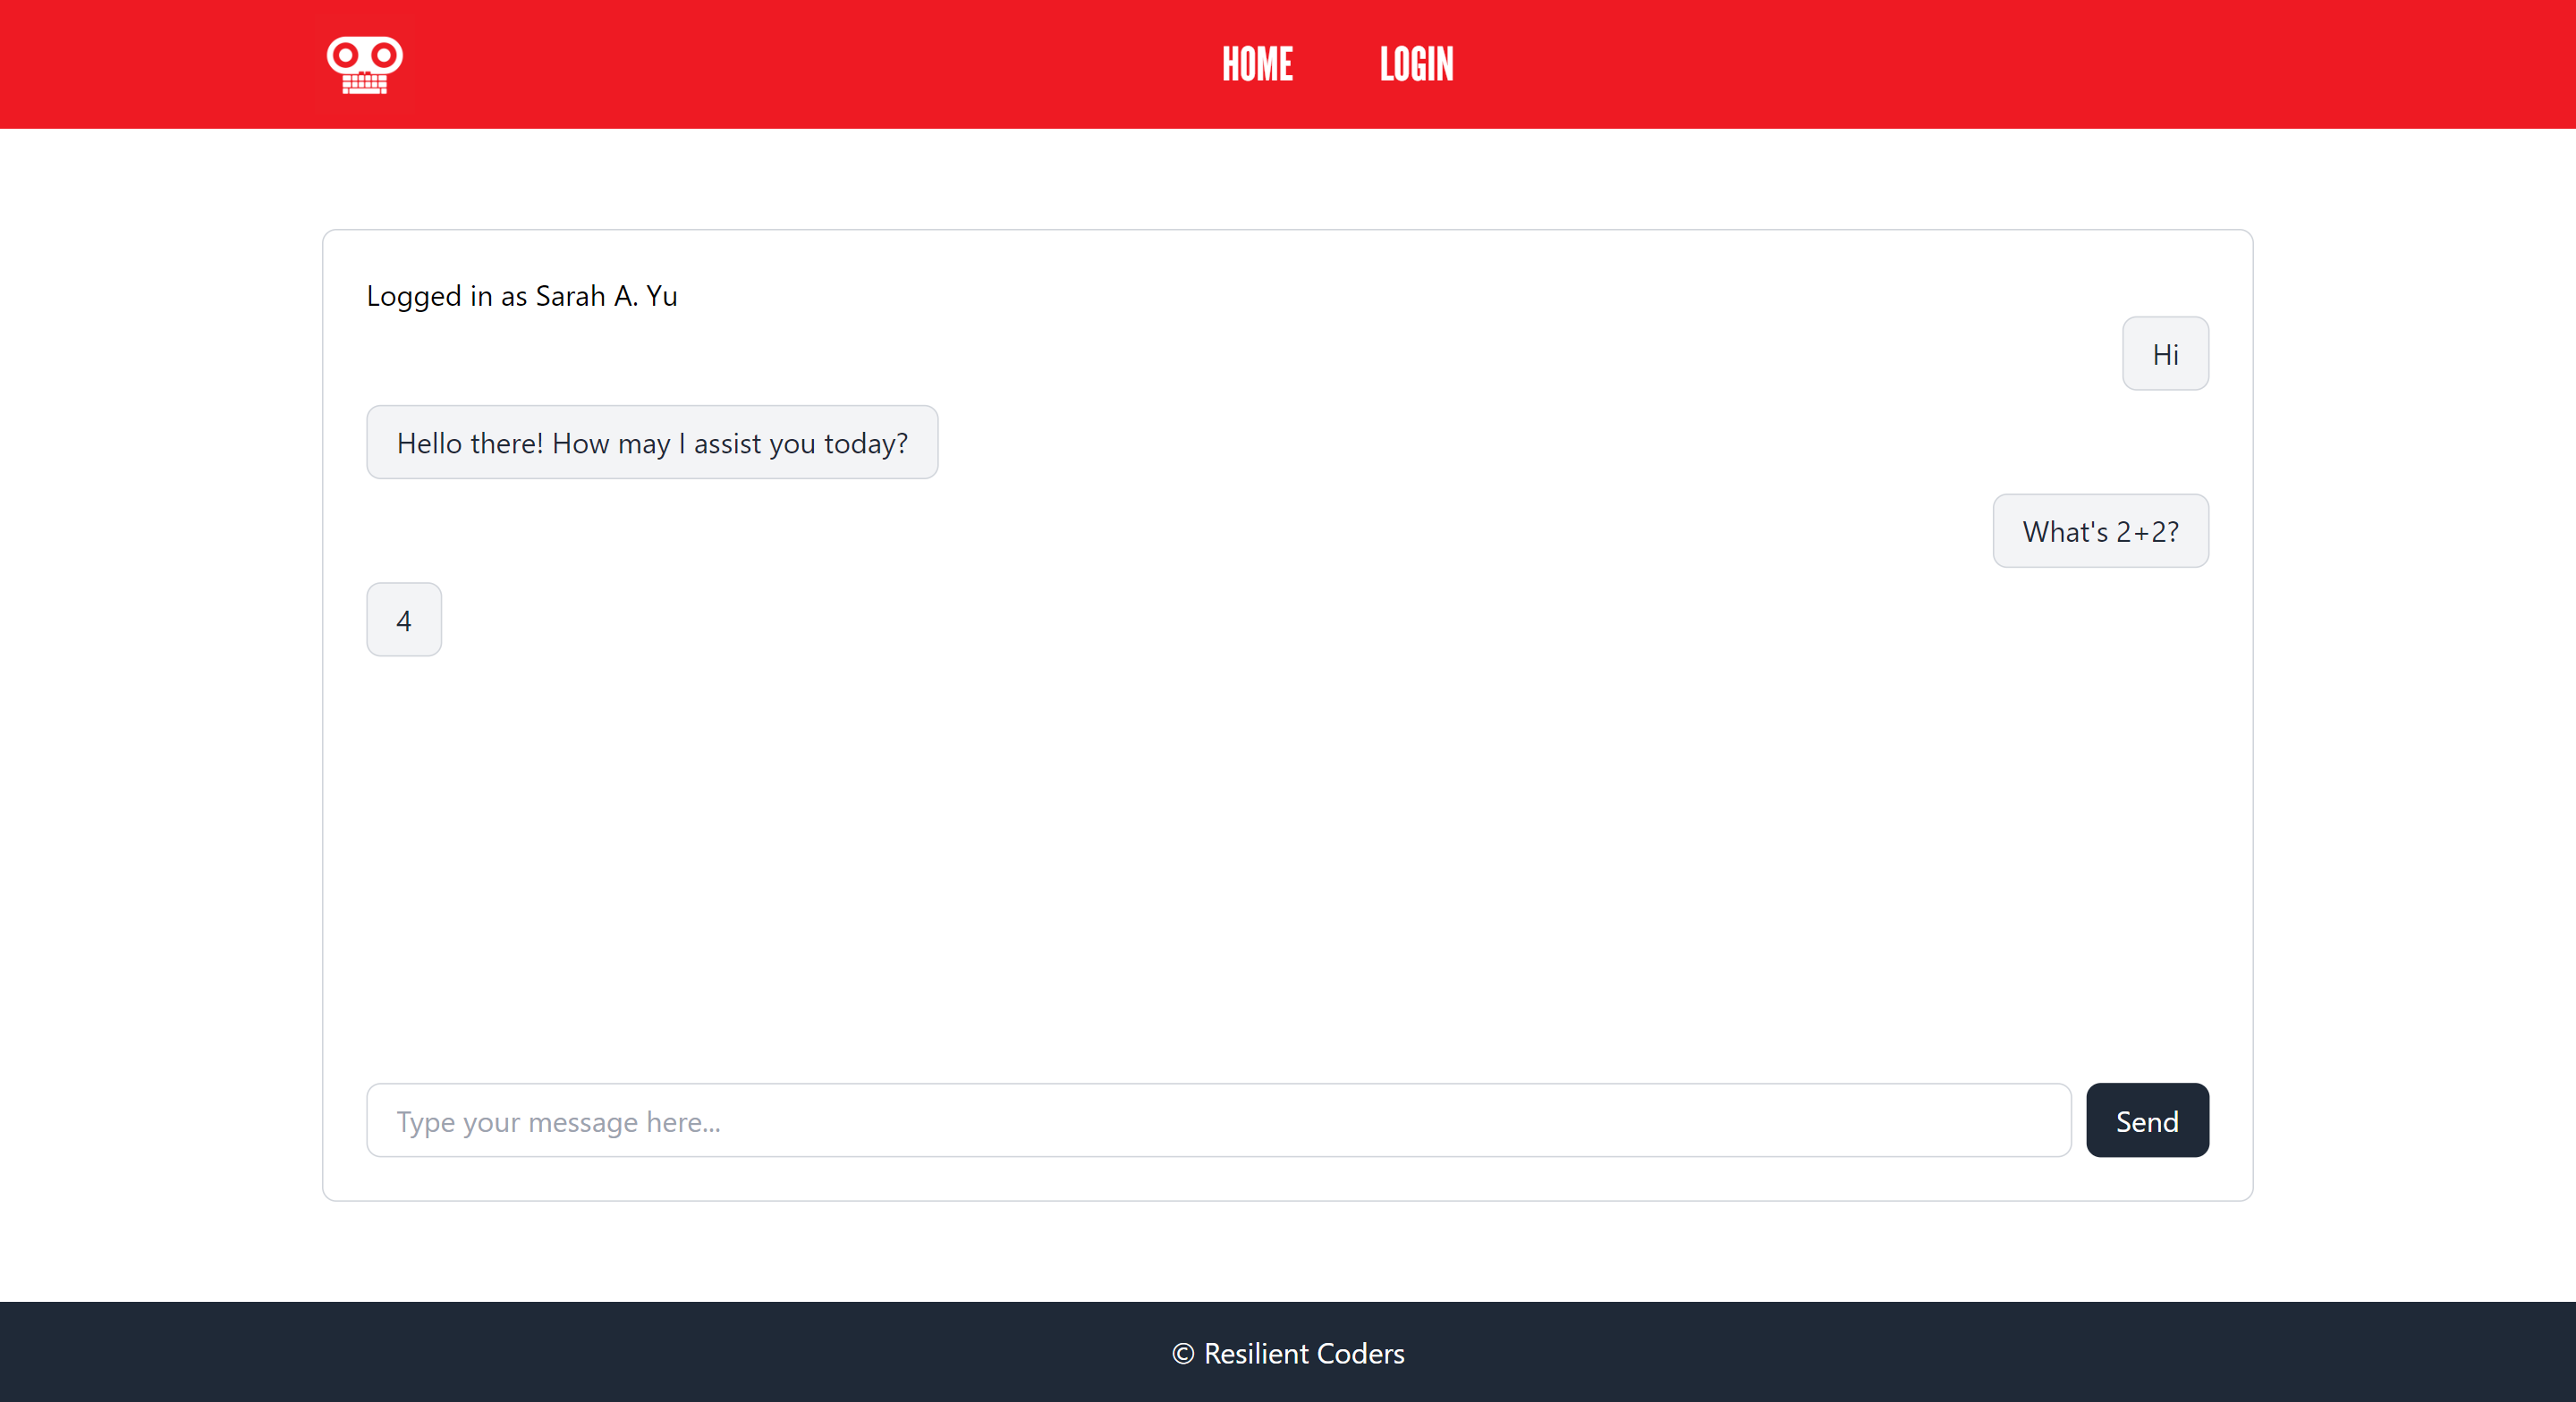 HOME LOGIN
Logged in as Sarah A. Yu
Hi
Hello there! How may I assist you today?
What's 2+2?
4
Type your message here...
Send
© Resilient Coders